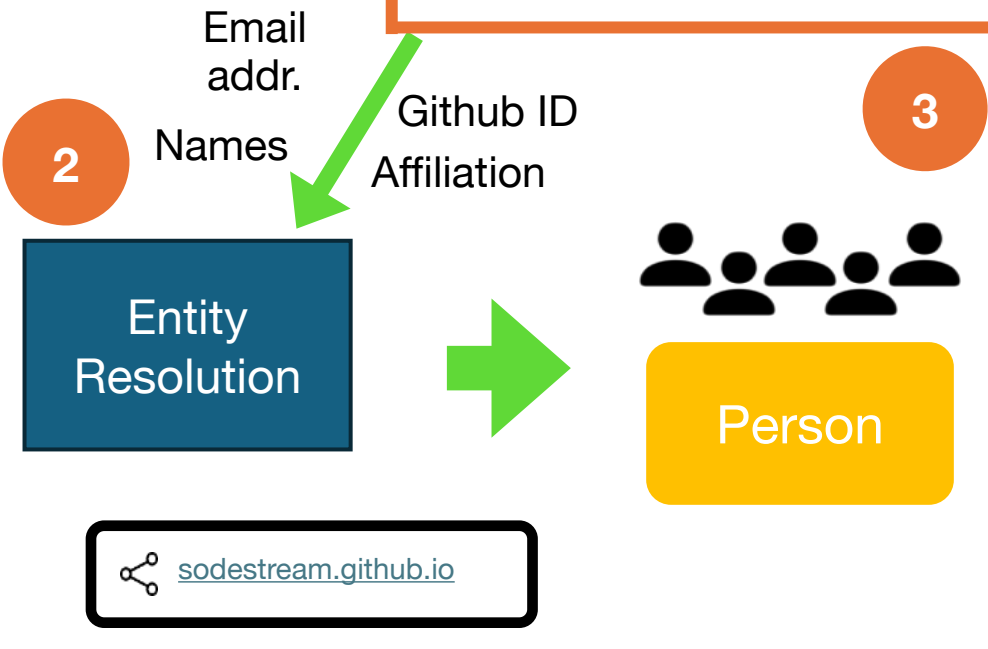 Email
addr.
Names
Github ID
Affiliation
2
3
Entity
Resolution
Person
sodestream.github.io